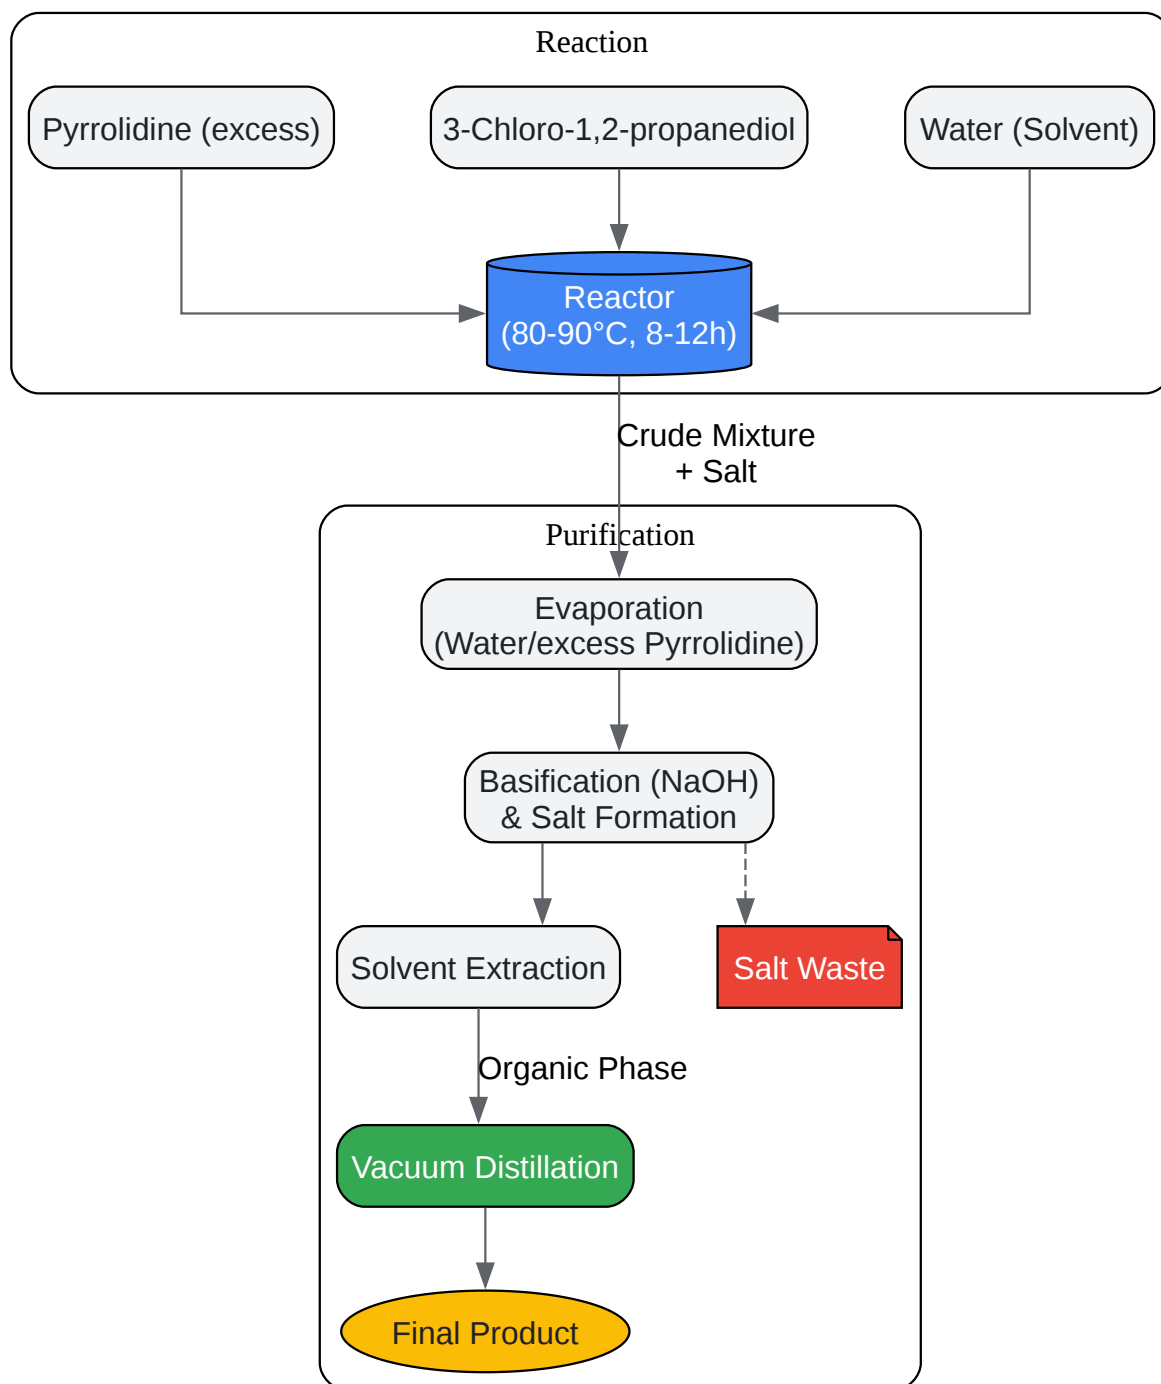 Reaction
Pyrrolidine (excess)
3-Chloro-1,2-propanediol
Water (Solvent)
Reactor
(80-90°C, 8-12h)
Crude Mixture
+ Salt
Purification
Evaporation
(Water/excess Pyrrolidine)
Basification (NaOH)
& Salt Formation
Solvent Extraction
Salt Waste
Organic Phase
Vacuum Distillation
Final Product